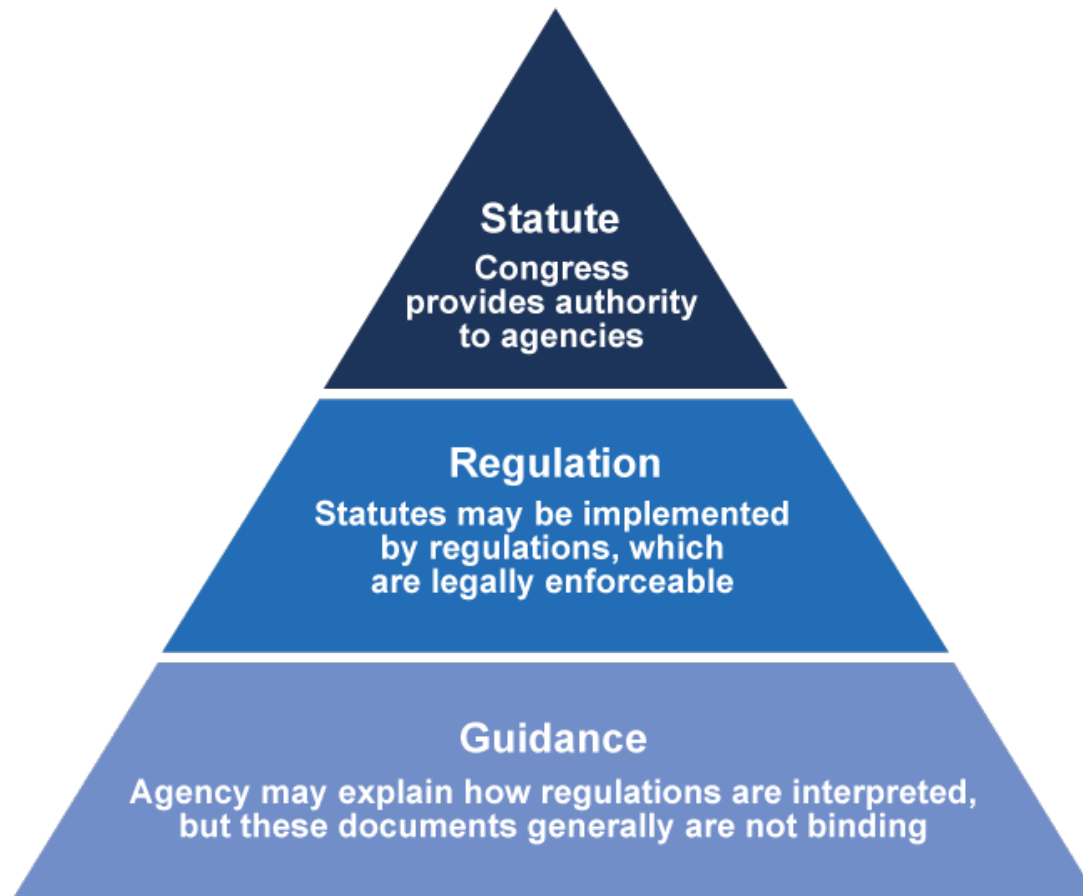 Statute
Congress
provides authority
to agencies
Regulation
Statutes may be implemented
by regulations, which
are legally enforceable
Guidance
Agency may explain how regulations are interpreted,
but these documents generally are not binding